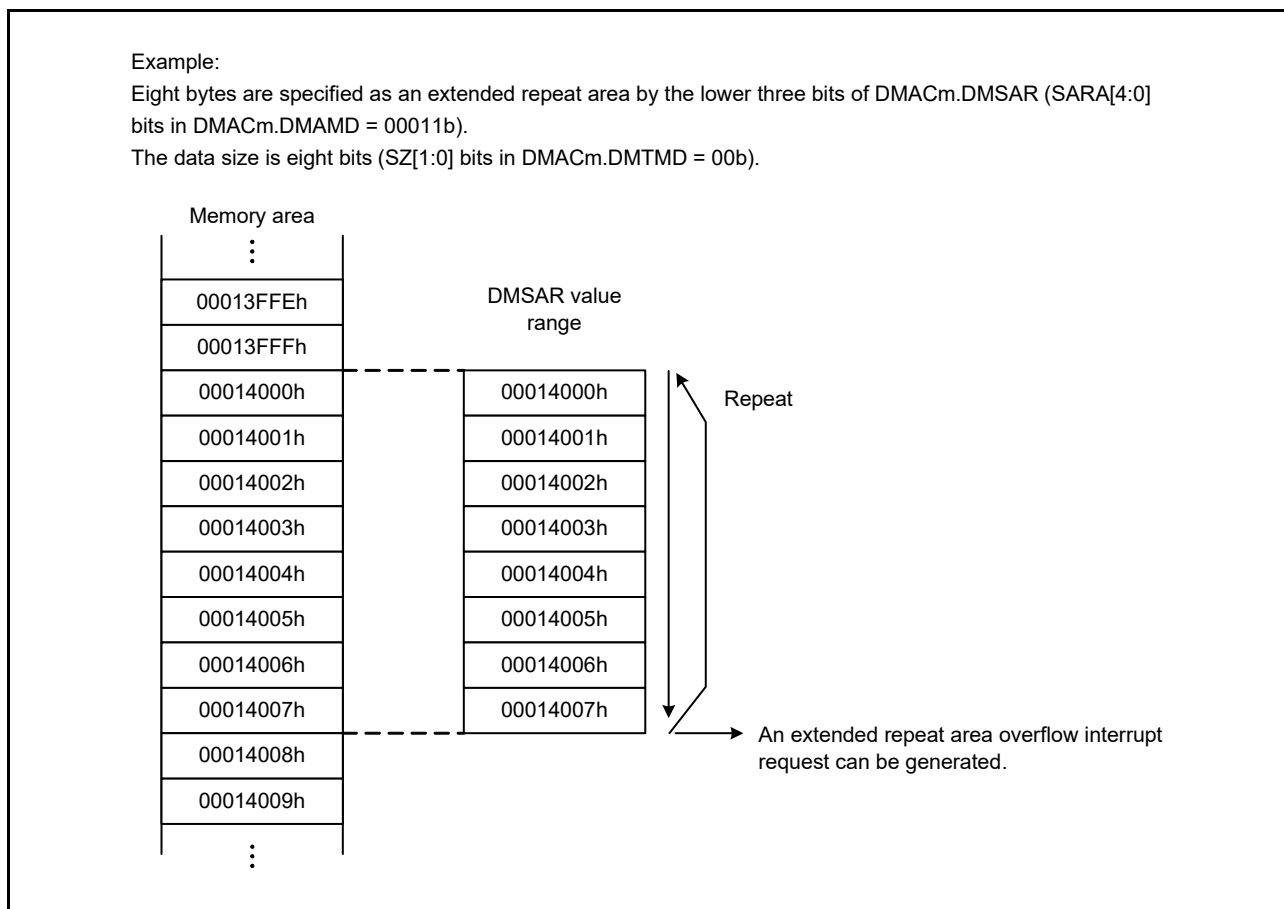 Example:
Eight bytes are specified as an extended repeat area by the lower three bits of DMACm.DMSAR (SARA[4:0]
bits in DMACm.DMAMD = 00011b).
The data size is eight bits (SZ[1:0] bits in DMACm.DMTMD = 00b).
Memory area
00013FFEh
00013FFFh
00014000h
00014001h
00014002h
00014003h
00014004h
00014005h
00014006h
00014007h
00014008h
00014009h
DMSAR value
range
00014000h
00014001h
00014002h
00014003h
00014004h
00014005h
00014006h
00014007h
Repeat
An extended repeat area overflow interrupt
request can be generated.